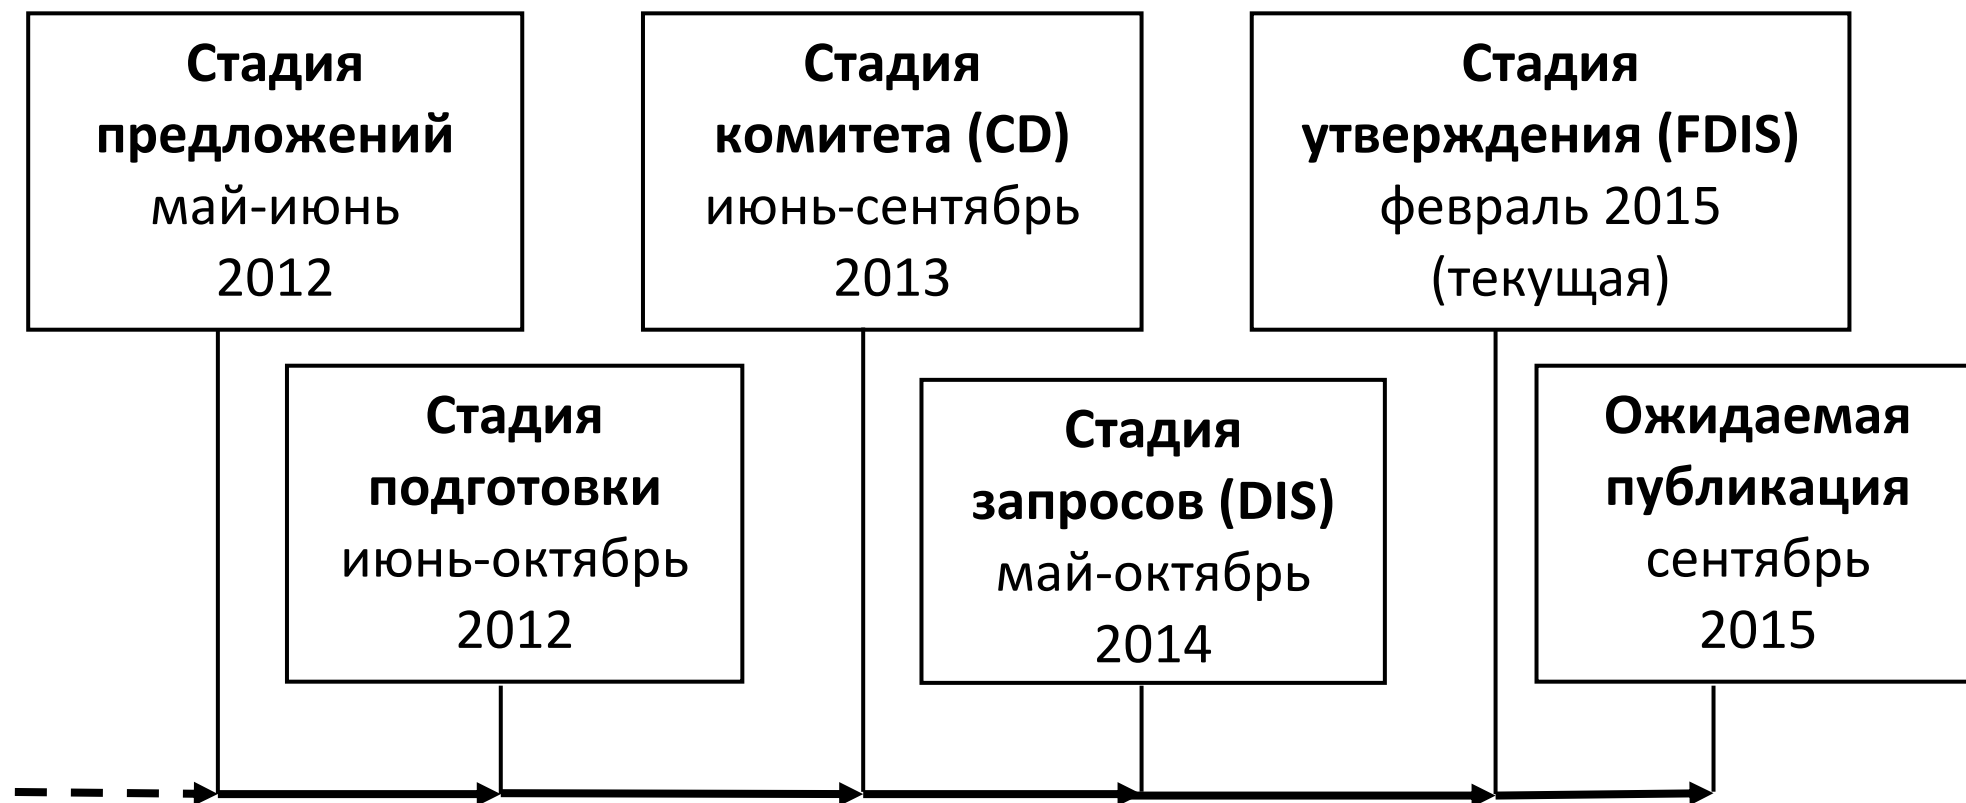 Стадия
предложений
май-июнь
2012
Стадия
подготовки
июнь-октябрь
2012
Стадия
комитета (CD)
июнь-сентябрь
2013
Стадия
запросов (DIS)
май-октябрь
2014
Стадия
утверждения (FDIS)
февраль 2015
(текущая)
Ожидаемая
публикация
сентябрь
2015